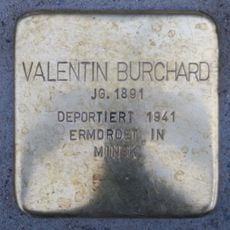 VALENTIN BURCHARD
JG. 1891
DEPORTIERT 1941
ERMORDET IN
MINSK